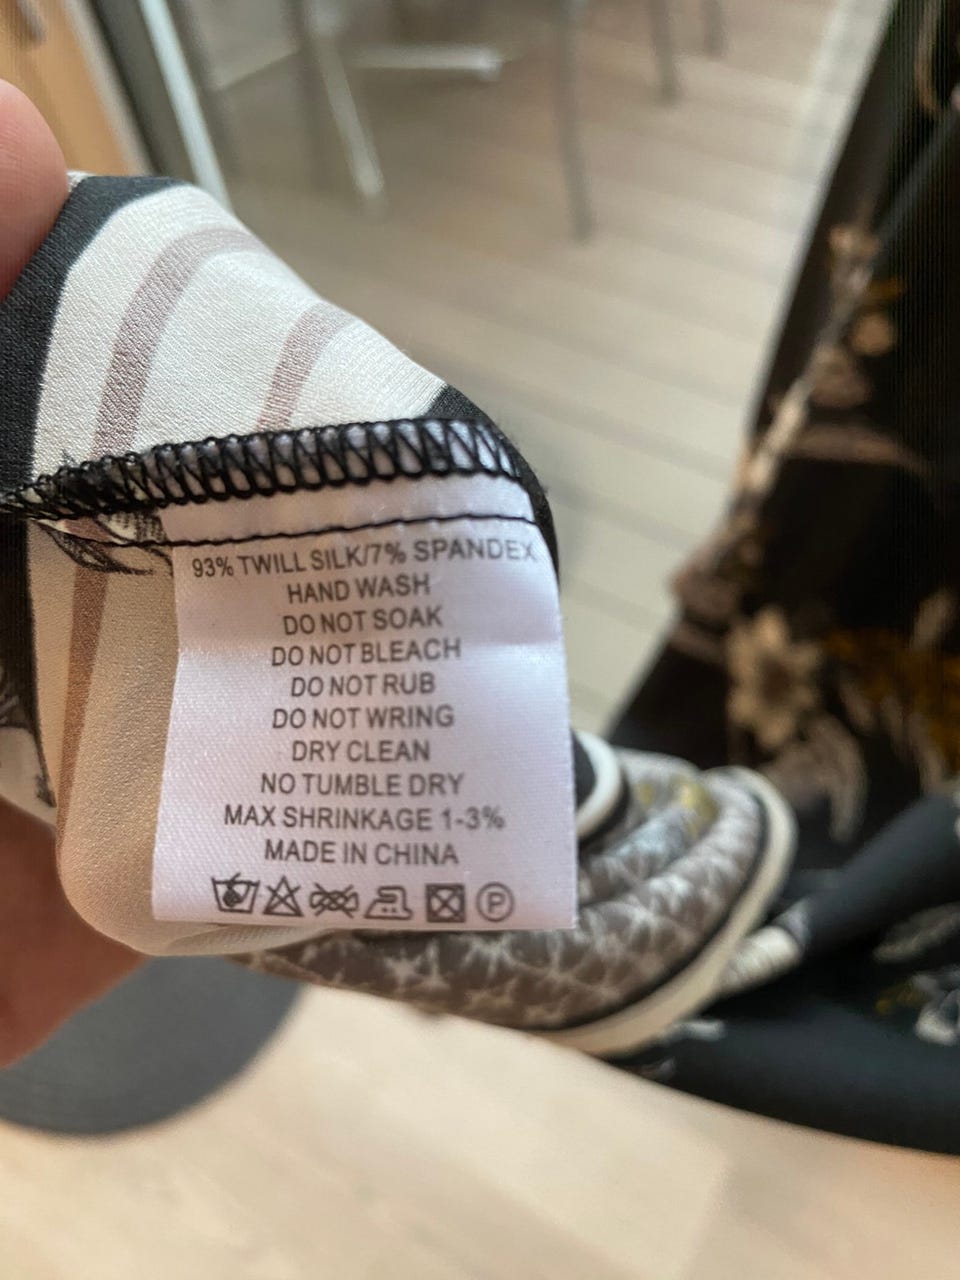 93% TWILL SILK/7% SPANDEX
HAND WASH
DO NOT SOAK
DO NOT BLEACH
DO NOT RUB
DO NOT WRING
DRY CLEAN
NO TUMBLE DRY
MAX SHRINKAGE 1-3%
MADE IN CHINA
P